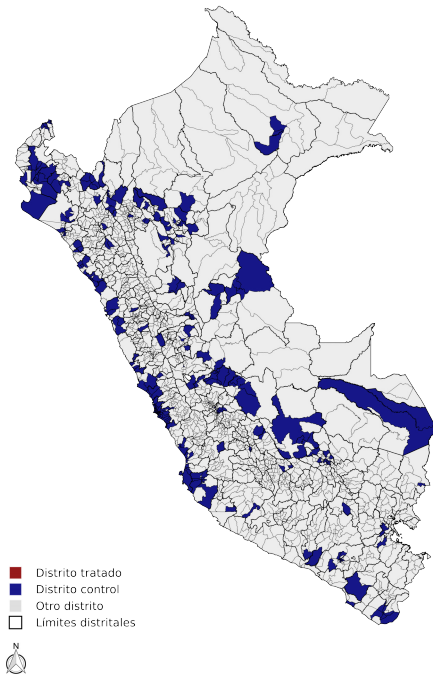 Distrito tratado
Distrito control
Otro distrito
Límites distritales
N